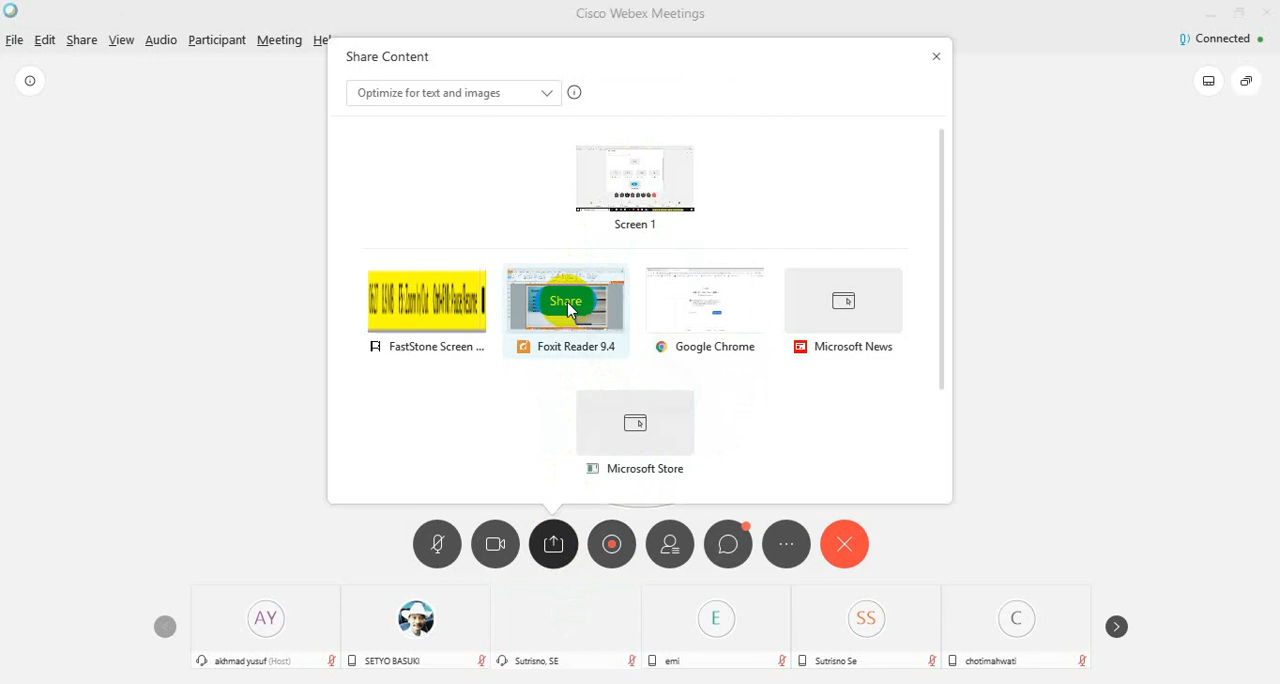 Cisco Webex Meetings
File Edit Share View Audio Participant Meeting
Connected
Share Content
Optimize for text and images
Screen 1
Share
FastStone Screen ...
Foxit Reader 9.4
Google Chrome
Microsoft News
Microsoft Store
AY
E
SS
C
akhmad yusuf (Host)
SETYO BASUKI
Sutrisno, SE
emi
Sutrisno Se
chotimahwati